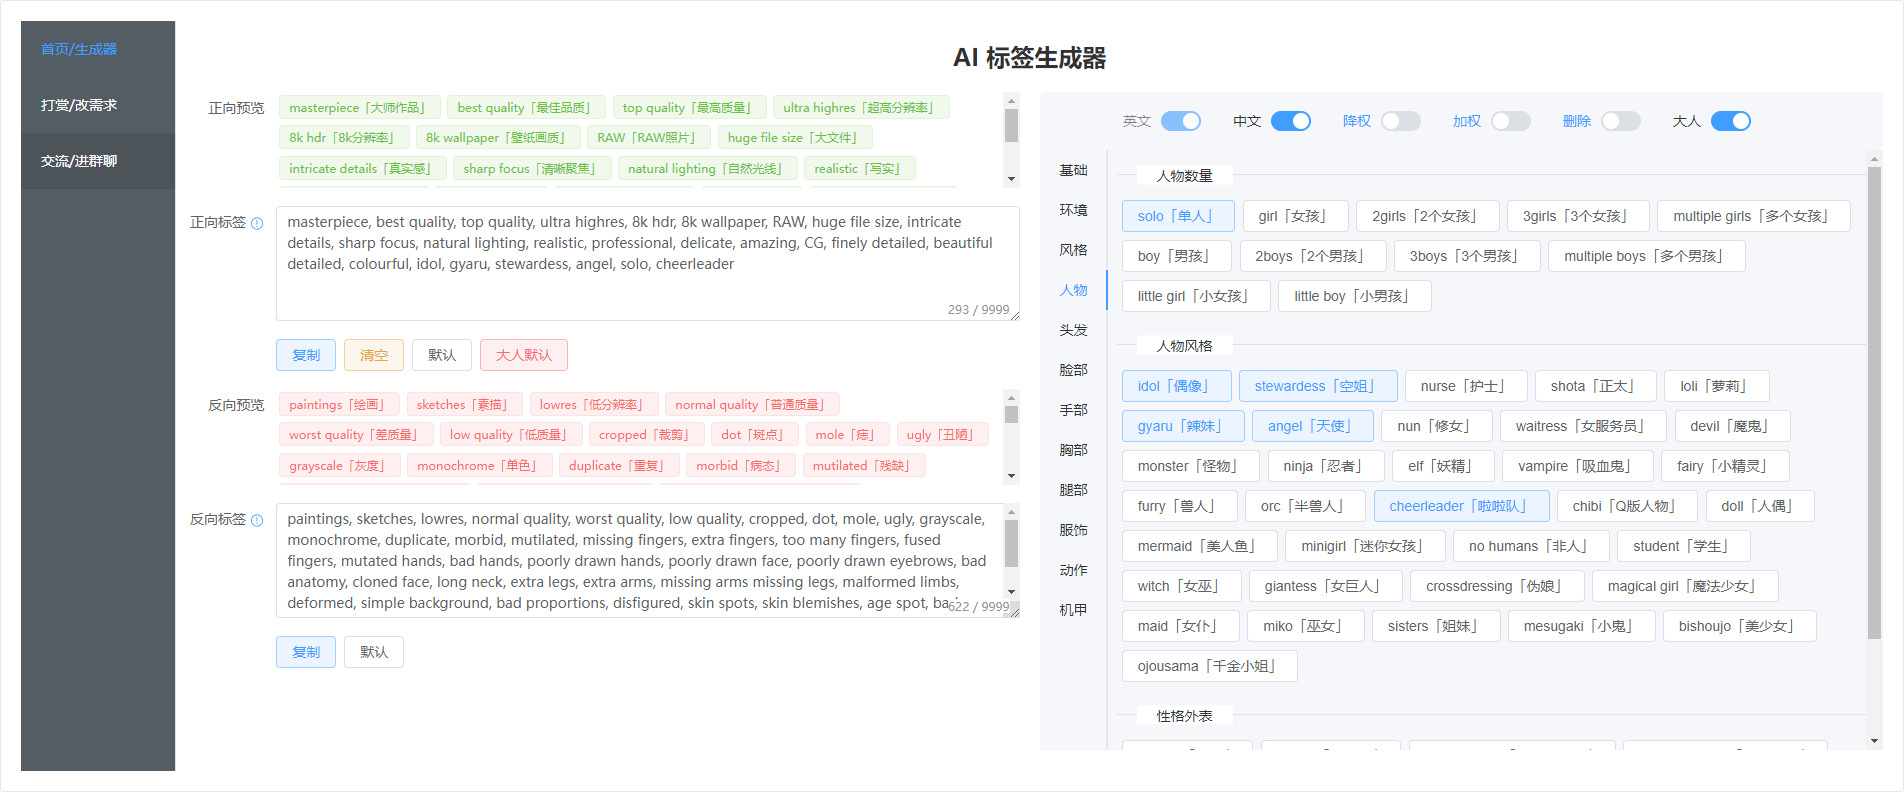 首页/生成器
打赏/改需求
交流/进群聊
AI 标签生成器
正向预览
masterpiece「大师作品」 best quality「最佳品质」 top quality「最高质量」 ultra highres「超高分辨率」
8k hdr「8k分辨率」 8k wallpaper「壁纸画质」 RAW「RAW照片」 huge file size「大文件」
intricate details「真实感」 sharp focus「清晰聚焦」 natural lighting「自然光线」 realistic「写实」
正向标签
masterpiece, best quality, top quality, ultra highres, 8k hdr, 8k wallpaper, RAW, huge file size, intricate
details, sharp focus, natural lighting, realistic, professional, delicate, amazing, CG, finely detailed, beautiful
detailed, colourful, idol, gyaru, stewardess, angel, solo, cheerleader
293 / 9999
复制 清空 默认 大人默认
反向预览
paintings「绘画」 sketches「素描」 lowres「低分辨率」 normal quality「普通质量」
worst quality「差质量」 low quality「低质量」 cropped「裁剪」 dot「斑点」 mole「痣」 ugly「丑陋」
grayscale「灰度」 monochrome「单色」 duplicate「重复」 morbid「病态」 mutilated「残缺」
反向标签
paintings, sketches, lowres, normal quality, worst quality, low quality, cropped, dot, mole, ugly, grayscale,
monochrome, duplicate, morbid, mutilated, missing fingers, extra fingers, too many fingers, fused
fingers, mutated hands, bad hands, poorly drawn hands, poorly drawn face, poorly drawn eyebrows, bad
anatomy, cloned face, long neck, extra legs, extra arms, missing arms missing legs, malformed limbs,
deformed, simple background, bad proportions, disfigured, skin spots, skin blemishes, age spot,
622 / 9999
复制 默认
英文 中文 降权 加权 删除 大人
基础
环境
风格
人物
头发
脸部
手部
胸部
腿部
服饰
动作
机甲
人物数量
solo「单人」 girl「女孩」 2girls「2个女孩」 3girls「3个女孩」 multiple girls「多个女孩」
boy「男孩」 2boys「2个男孩」 3boys「3个男孩」 multiple boys「多个男孩」
little girl「小女孩」 little boy「小男孩」
人物风格
idol「偶像」 stewardess「空姐」 nurse「护士」 shota「正太」 loli「萝莉」
gyaru「辣妹」 angel「天使」 nun「修女」 waitress「女服务员」 devil「魔鬼」
monster「怪物」 ninja「忍者」 elf「妖精」 vampire「吸血鬼」 fairy「小精灵」
furry「兽人」 orc「半兽人」 cheerleader「啦啦队」 chibi「Q版人物」 doll「人偶」
mermaid「美人鱼」 minigirl「迷你女孩」 no humans「非人」 student「学生」
witch「女巫」 giantess「女巨人」 crossdressing「伪娘」 magical girl「魔法少女」
maid「女仆」 miko「巫女」 sisters「姐妹」 mesugaki「小鬼」 bishoujo「美少女」
ojousama「千金小姐」
性格外表